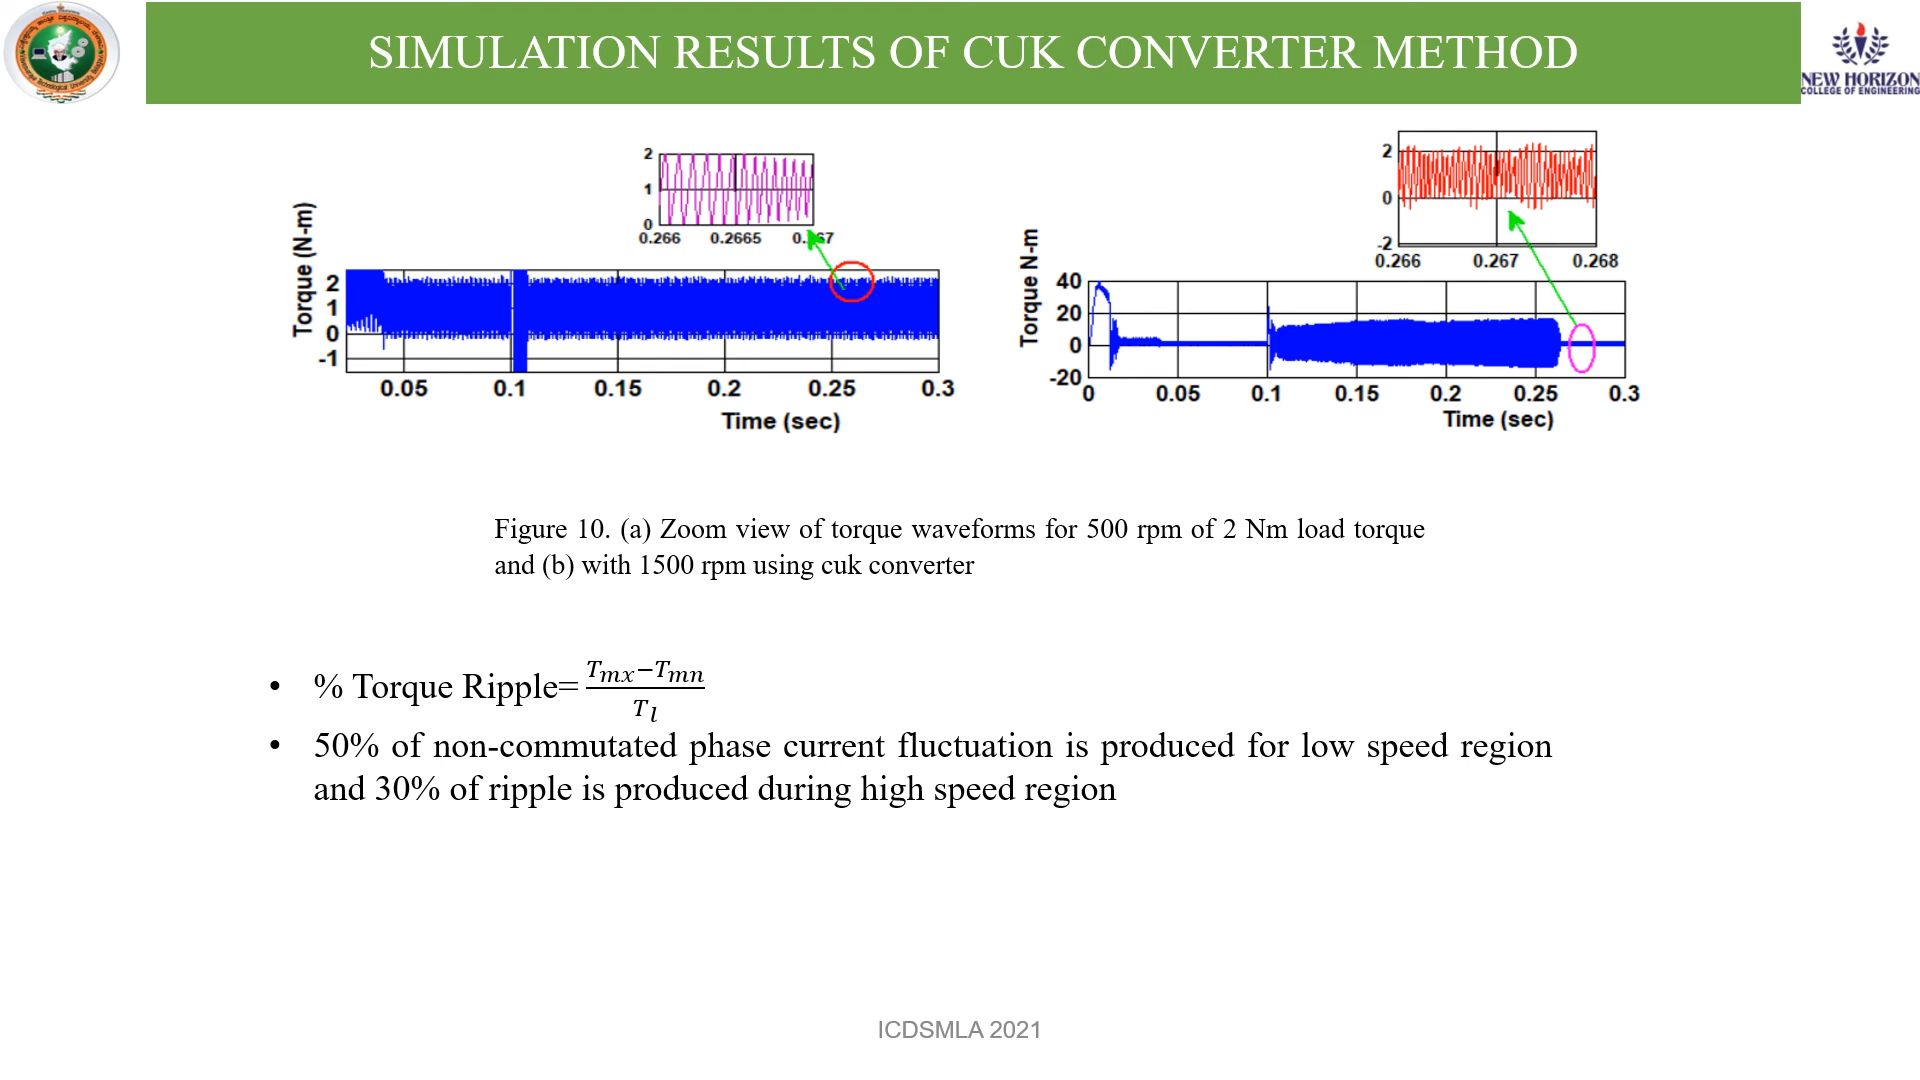 SIMULATION RESULTS OF CUK CONVERTER METHOD
NEW HORIZON
COLLEGE OF ENGINEERING
2
1
0
0.266 0.2665
Torque (N-m)
2
1
0
-1
0.05 0.1 0.15 0.2 0.25 0.3
Time (sec)
2
0
-2
0.266 0.267 0.268
Torque N-m
40
20
0
-20
0 0.05 0.1 0.15 0.2 0.25 0.3
Time (sec)
Figure 10. (a) Zoom view of torque waveforms for 500 rpm of 2 Nm load torque
and (b) with 1500 rpm using cuk converter
• % Torque Ripple= (Tmx−Tmn)/Tl
• 50% of non-commutated phase current fluctuation is produced for low speed region
and 30% of ripple is produced during high speed region
ICDSMLA 2021